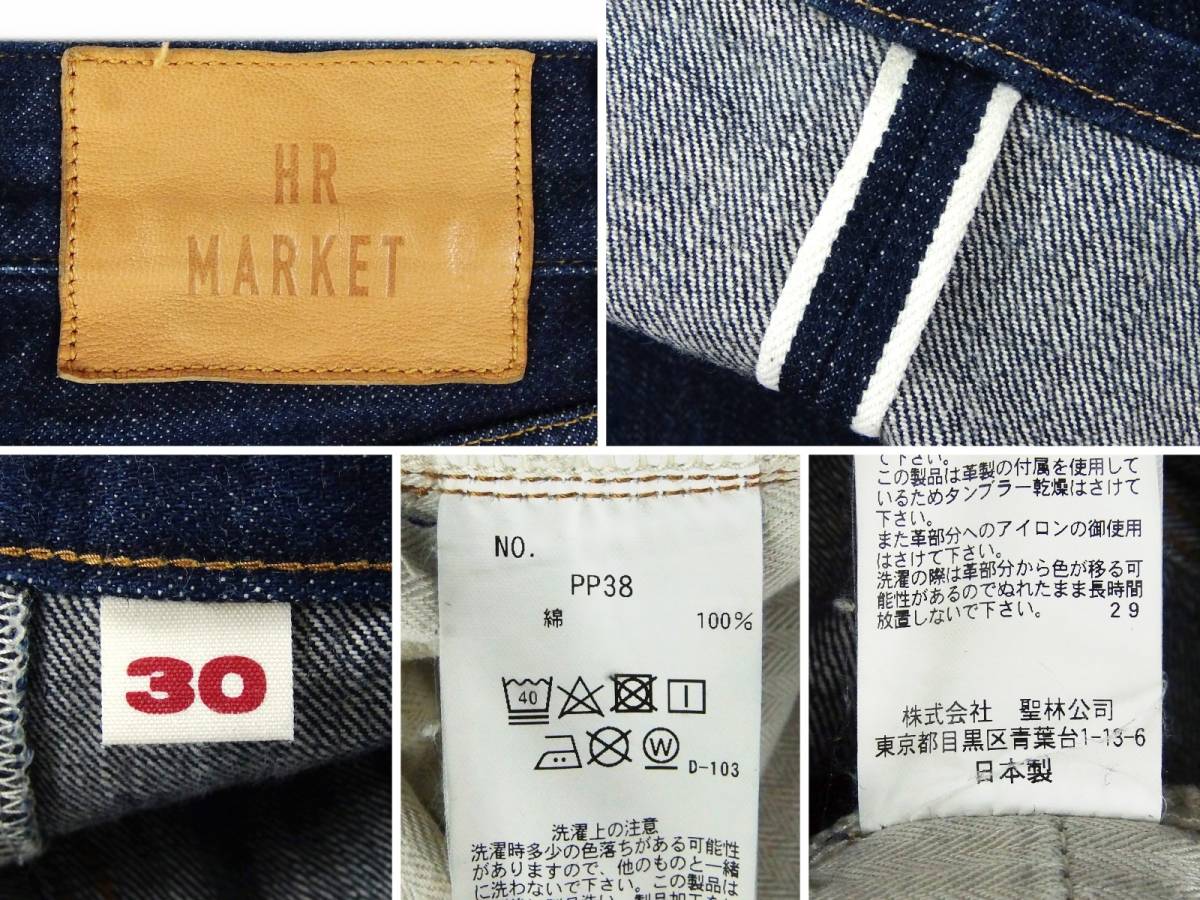 HR
MARKET
30
NO.
PP38
綿 100%
40
W
D-103
洗濯上の注意
洗濯時多少の色落ちがある可能性
がありますので、他のものと一緒
に洗わないで下さい。この製品は
て下さい。
この製品は革製の付属を使用して
いるためタンブラー乾燥はさけて
下さい。
また革部分へのアイロンの御使用
はさけて下さい。
洗濯の際は革部分から色が移る可
能性があるのでぬれたまま長時間
放置しないで下さい。 29
株式会社 聖林公司
東京都目黒区青葉台1-13-6
日本製